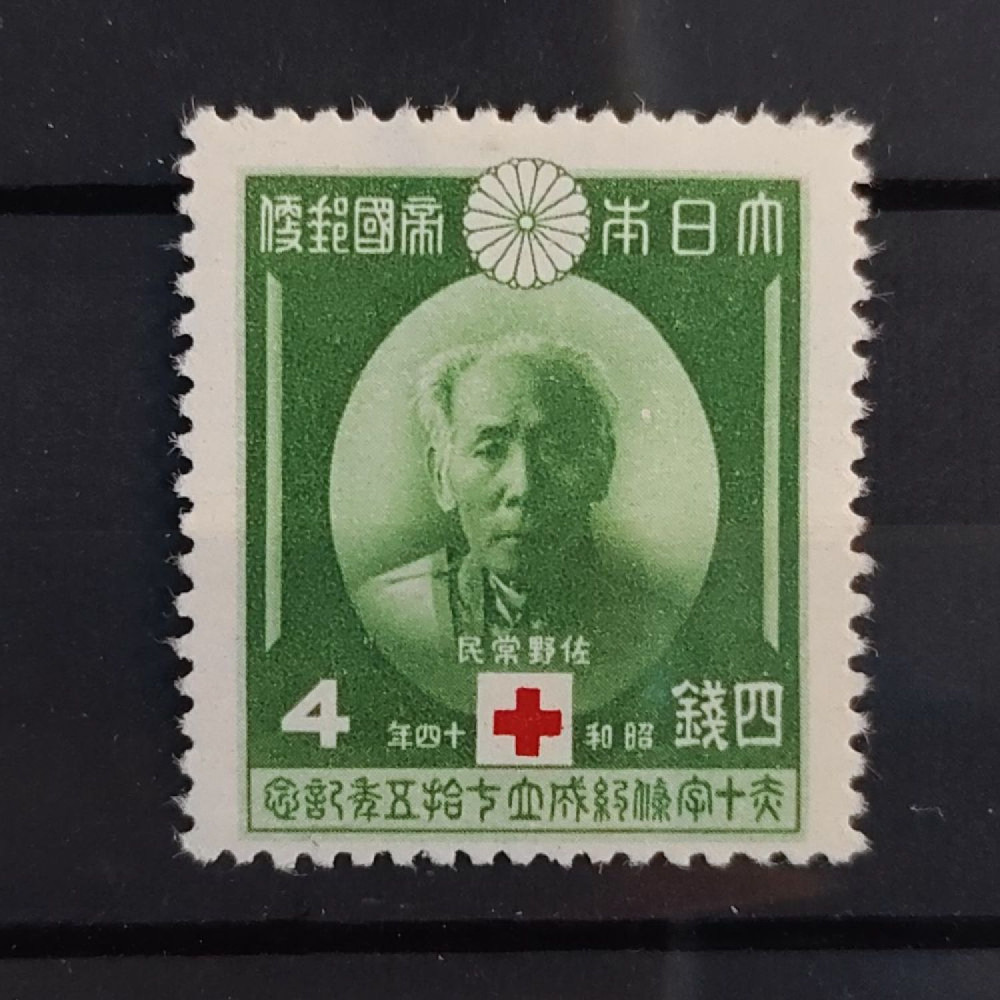 大日本帝國郵便
佐野常民
四錢 昭和十四年 4
赤十字條約成立七拾五年記念